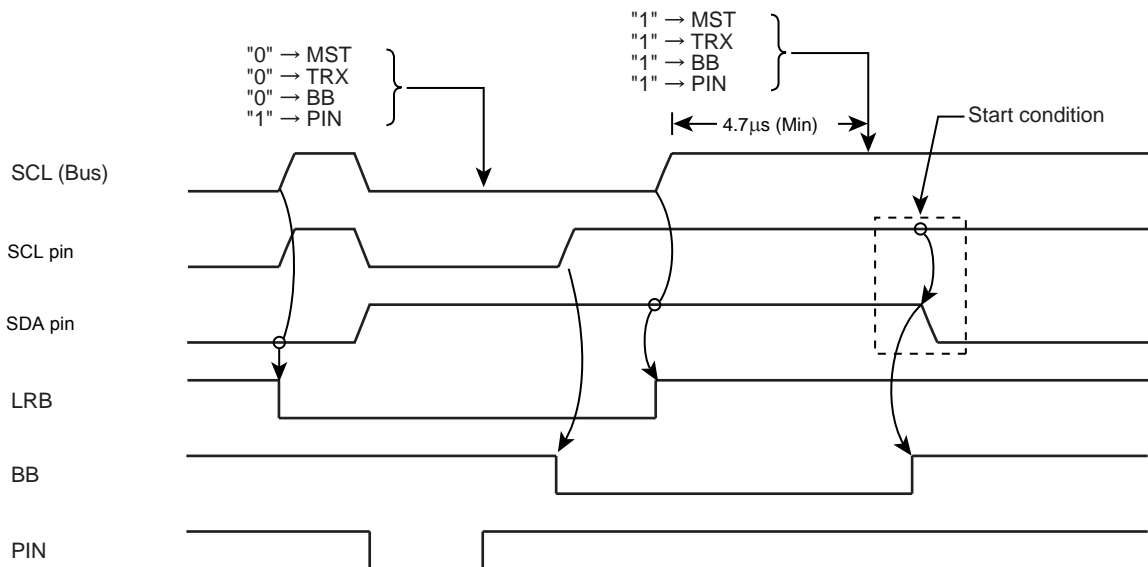 "0" → MST
"0" → TRX
"0" → BB
"1" → PIN
"1" → MST
"1" → TRX
"1" → BB
"1" → PIN
4.7μs (Min)
Start condition
SCL (Bus)
SCL pin
SDA pin
LRB
BB
PIN